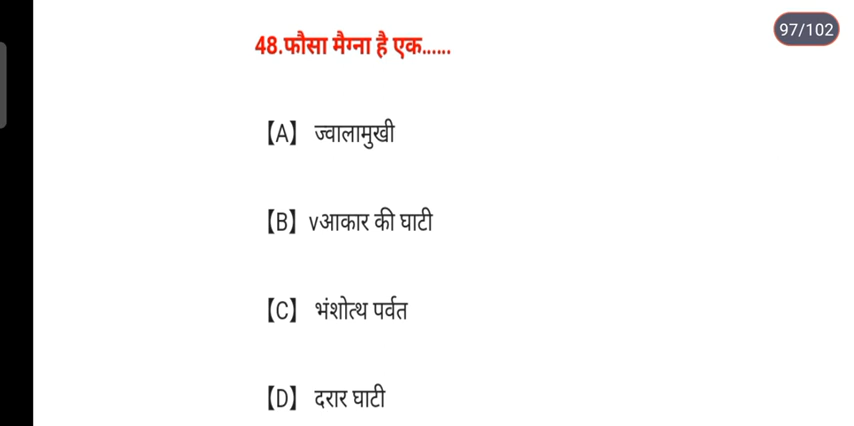 97/102
48.फौसा मैग्ना है एक......
【A】 ज्वालामुखी
【B】 vआकार की घाटी
【C】 भंशोत्थ पर्वत
【D】 दरार घाटी